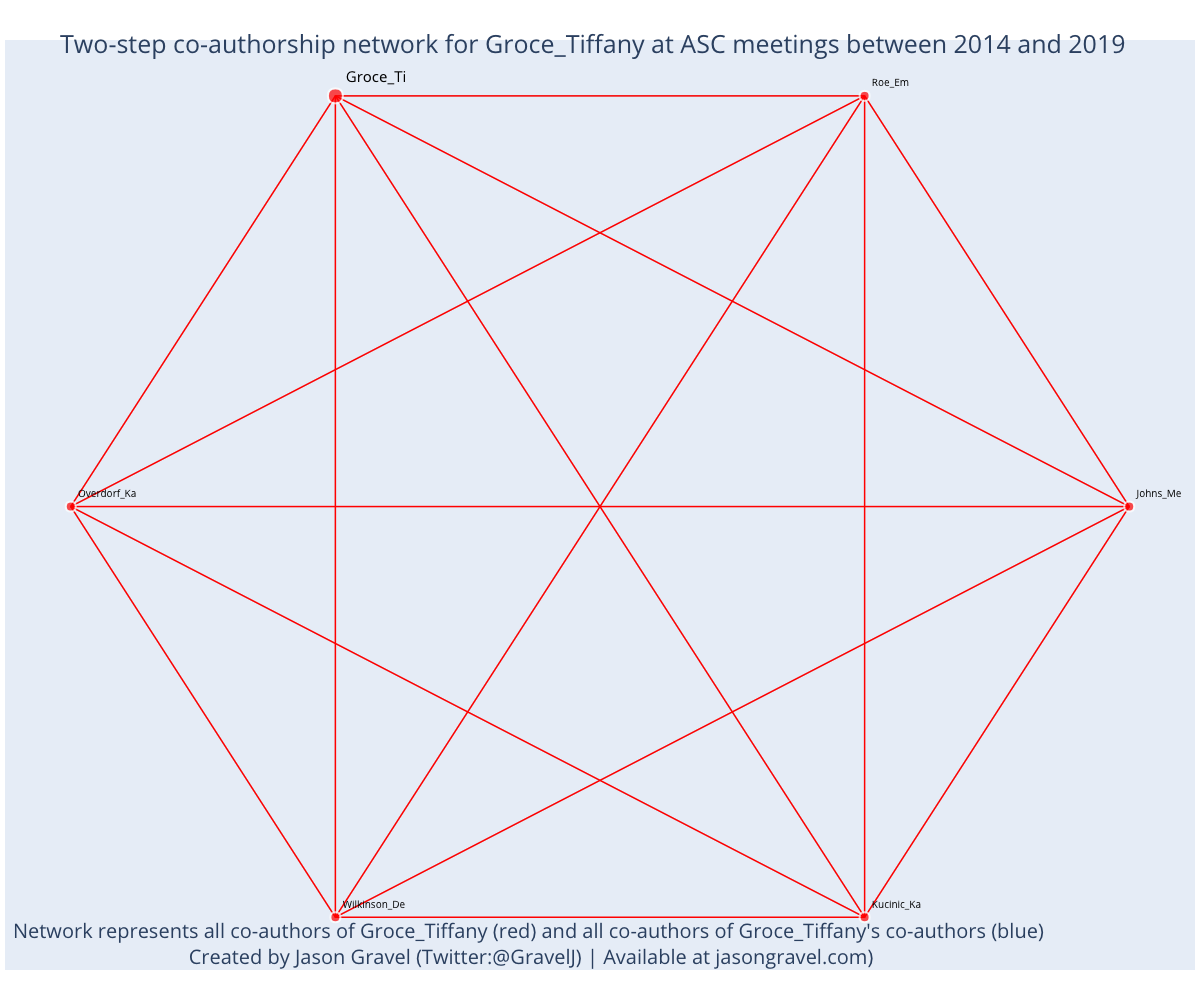 Two-step co-authorship network for Groce_Tiffany at ASC meetings between 2014 and 2019
Groce_Ti
Roe_Em
Overdorf_Ka
Johns_Me
Wilkinson_De
Kucinic_Ka
Network represents all co-authors of Groce_Tiffany (red) and all co-authors of Groce_Tiffany's co-authors (blue)
Created by Jason Gravel (Twitter:@GravelJ) | Available at jasongravel.com)